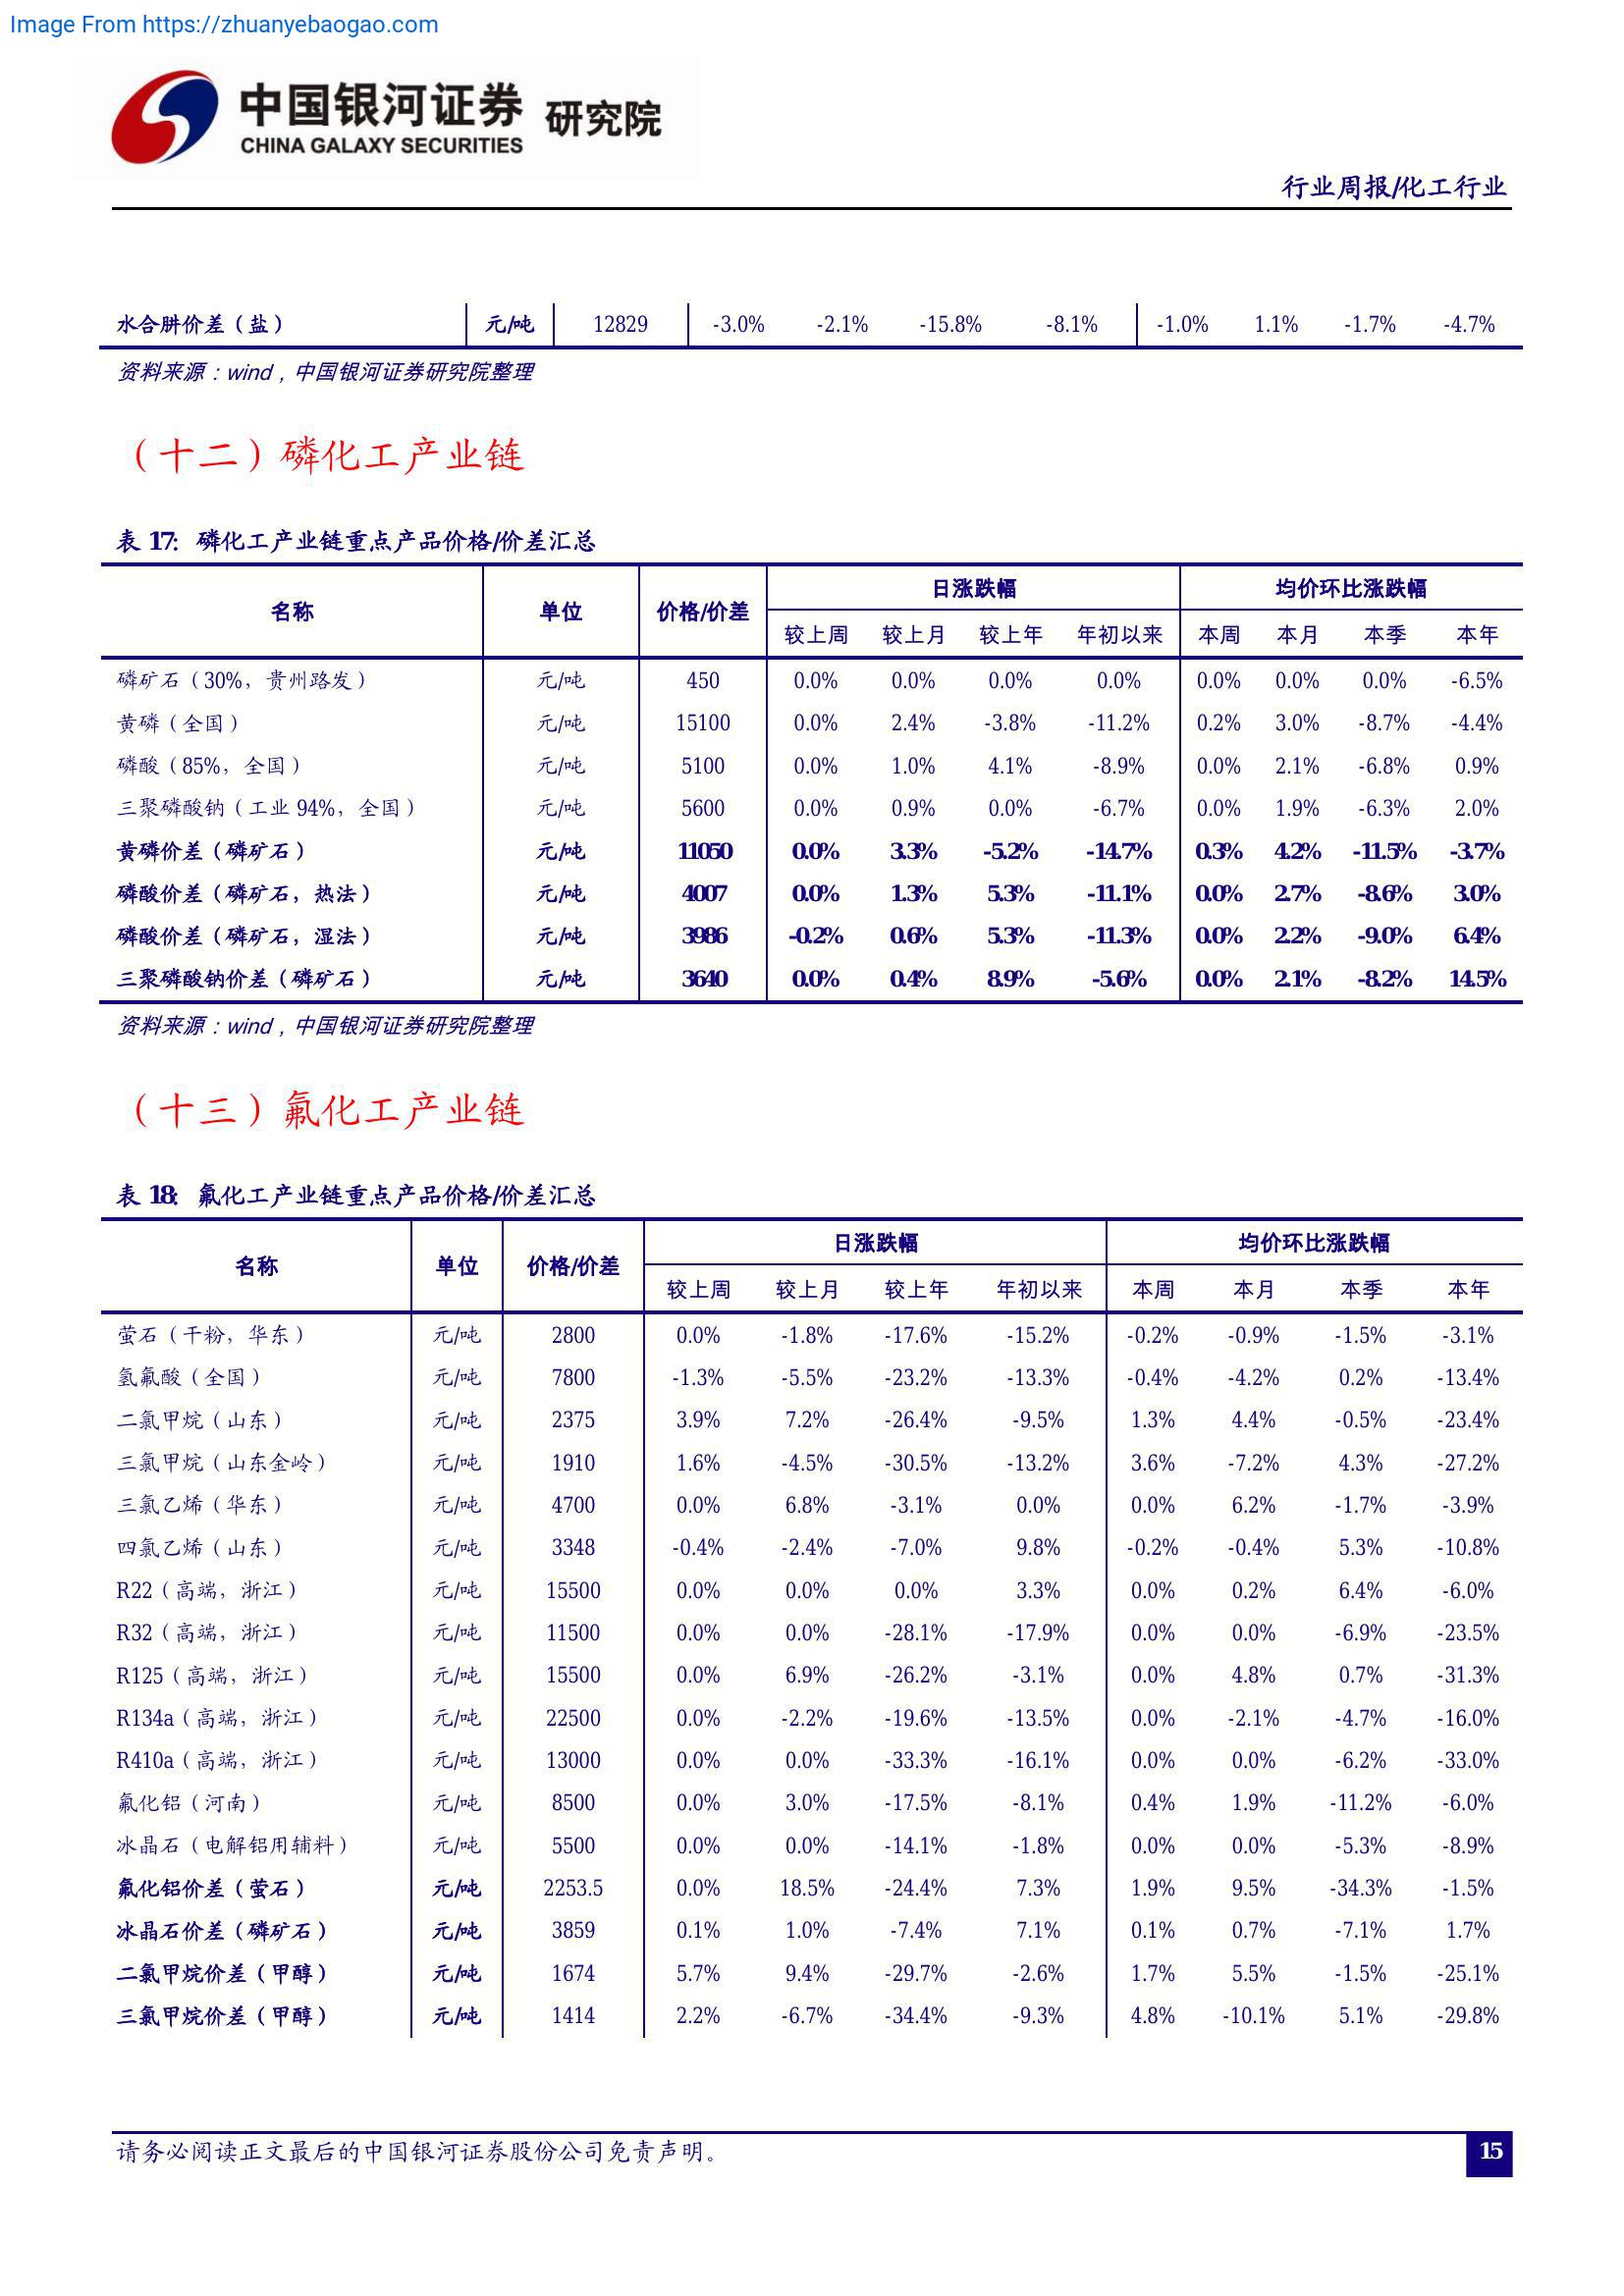 Image From https://zhuanyebaogao.com
中国银河证券 研究院
CHINA GALAXY SECURITIES
行业周报/化工行业
水合肼价差（盐） 元/吨 12829 -3.0% -2.1% -15.8% -8.1% -1.0% 1.1% -1.7% -4.7%
资料来源：wind，中国银河证券研究院整理
（十二）磷化工产业链
表 17: 磷化工产业链重点产品价格/价差汇总
名称 单位 价格/价差 日涨跌幅 均价环比涨跌幅
较上周 较上月 较上年 年初以来 本周 本月 本季 本年
磷矿石（30%，贵州路发） 元/吨 450 0.0% 0.0% 0.0% 0.0% 0.0% 0.0% 0.0% -6.5%
黄磷（全国） 元/吨 15100 0.0% 2.4% -3.8% -11.2% 0.2% 3.0% -8.7% -4.4%
磷酸（85%，全国） 元/吨 5100 0.0% 1.0% 4.1% -8.9% 0.0% 2.1% -6.8% 0.9%
三聚磷酸钠（工业 94%，全国） 元/吨 5600 0.0% 0.9% 0.0% -6.7% 0.0% 1.9% -6.3% 2.0%
黄磷价差（磷矿石） 元/吨 11050 0.0% 3.3% -5.2% -14.7% 0.3% 4.2% -11.5% -3.7%
磷酸价差（磷矿石，热法） 元/吨 4007 0.0% 1.3% 5.3% -11.1% 0.0% 2.7% -8.6% 3.0%
磷酸价差（磷矿石，湿法） 元/吨 3986 -0.2% 0.6% 5.3% -11.3% 0.0% 2.2% -9.0% 6.4%
三聚磷酸钠价差（磷矿石） 元/吨 3640 0.0% 0.4% 8.9% -5.6% 0.0% 2.1% -8.2% 14.5%
资料来源：wind，中国银河证券研究院整理
（十三）氟化工产业链
表 18: 氟化工产业链重点产品价格/价差汇总
名称 单位 价格/价差 日涨跌幅 均价环比涨跌幅
较上周 较上月 较上年 年初以来 本周 本月 本季 本年
萤石（干粉，华东） 元/吨 2800 0.0% -1.8% -17.6% -15.2% -0.2% -0.9% -1.5% -3.1%
氢氟酸（全国） 元/吨 7800 -1.3% -5.5% -23.2% -13.3% -0.4% -4.2% 0.2% -13.4%
二氯甲烷（山东） 元/吨 2375 3.9% 7.2% -26.4% -9.5% 1.3% 4.4% -0.5% -23.4%
三氯甲烷（山东金岭） 元/吨 1910 1.6% -4.5% -30.5% -13.2% 3.6% -7.2% 4.3% -27.2%
三氯乙烯（华东） 元/吨 4700 0.0% 6.8% -3.1% 0.0% 0.0% 6.2% -1.7% -3.9%
四氯乙烯（山东） 元/吨 3348 -0.4% -2.4% -7.0% 9.8% -0.2% -0.4% 5.3% -10.8%
R22（高端，浙江） 元/吨 15500 0.0% 0.0% 0.0% 3.3% 0.0% 0.2% 6.4% -6.0%
R32（高端，浙江） 元/吨 11500 0.0% 0.0% -28.1% -17.9% 0.0% 0.0% -6.9% -23.5%
R125（高端，浙江） 元/吨 15500 0.0% 6.9% -26.2% -3.1% 0.0% 4.8% 0.7% -31.3%
R134a（高端，浙江） 元/吨 22500 0.0% -2.2% -19.6% -13.5% 0.0% -2.1% -4.7% -16.0%
R410a（高端，浙江） 元/吨 13000 0.0% 0.0% -33.3% -16.1% 0.0% 0.0% -6.2% -33.0%
氟化铝（河南） 元/吨 8500 0.0% 3.0% -17.5% -8.1% 0.4% 1.9% -11.2% -6.0%
冰晶石（电解铝用辅料） 元/吨 5500 0.0% 0.0% -14.1% -1.8% 0.0% 0.0% -5.3% -8.9%
氟化铝价差（萤石） 元/吨 2253.5 0.0% 18.5% -24.4% 7.3% 1.9% 9.5% -34.3% -1.5%
冰晶石价差（磷矿石） 元/吨 3859 0.1% 1.0% -7.4% 7.1% 0.1% 0.7% -7.1% 1.7%
二氯甲烷价差（甲醇） 元/吨 1674 5.7% 9.4% -29.7% -2.6% 1.7% 5.5% -1.5% -25.1%
三氯甲烷价差（甲醇） 元/吨 1414 2.2% -6.7% -34.4% -9.3% 4.8% -10.1% 5.1% -29.8%
请务必阅读正文最后的中国银河证券股份公司免责声明。 15